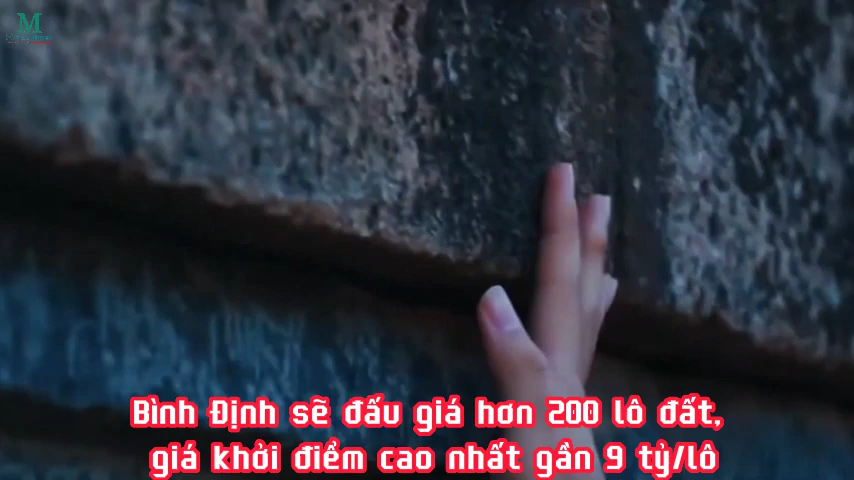 M
Bình Định sẽ đấu giá hơn 200 lô đất,
giá khởi điểm cao nhất gần 9 tỷ/lô